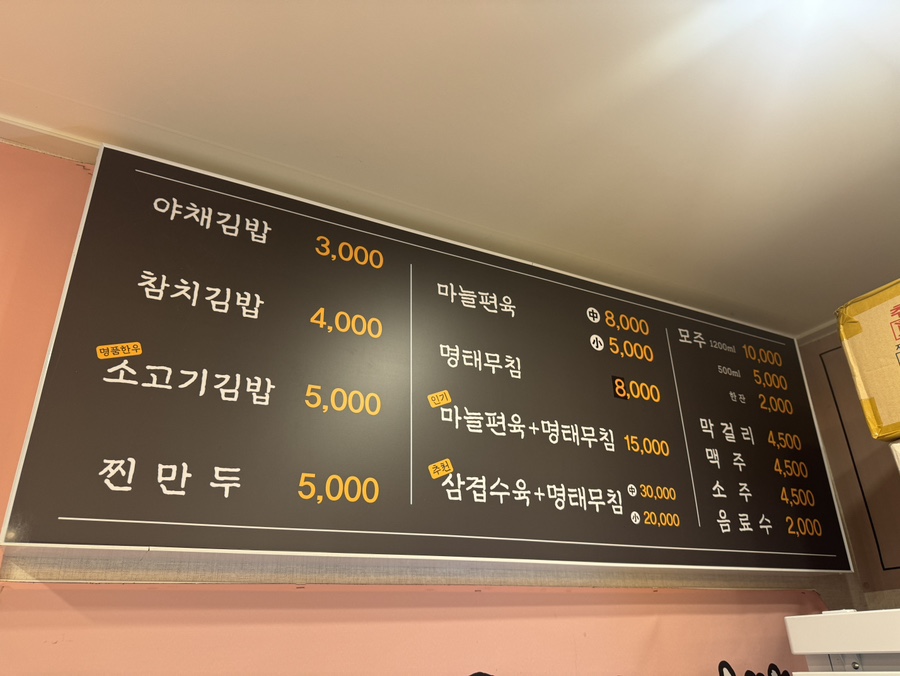 야채김밥 3,000
참치김밥 4,000
명품한우
소고기김밥 5,000
찐만두 5,000
마늘편육 中 8,000
小 5,000
명태무침 8,000
인기
마늘편육+명태무침 15,000
추천
삼겹수육+명태무침 中 30,000
小 20,000
모주 1200ml 10,000
500ml 5,000
한잔 2,000
막걸리 4,500
맥주 4,500
소주 4,500
음료수 2,000